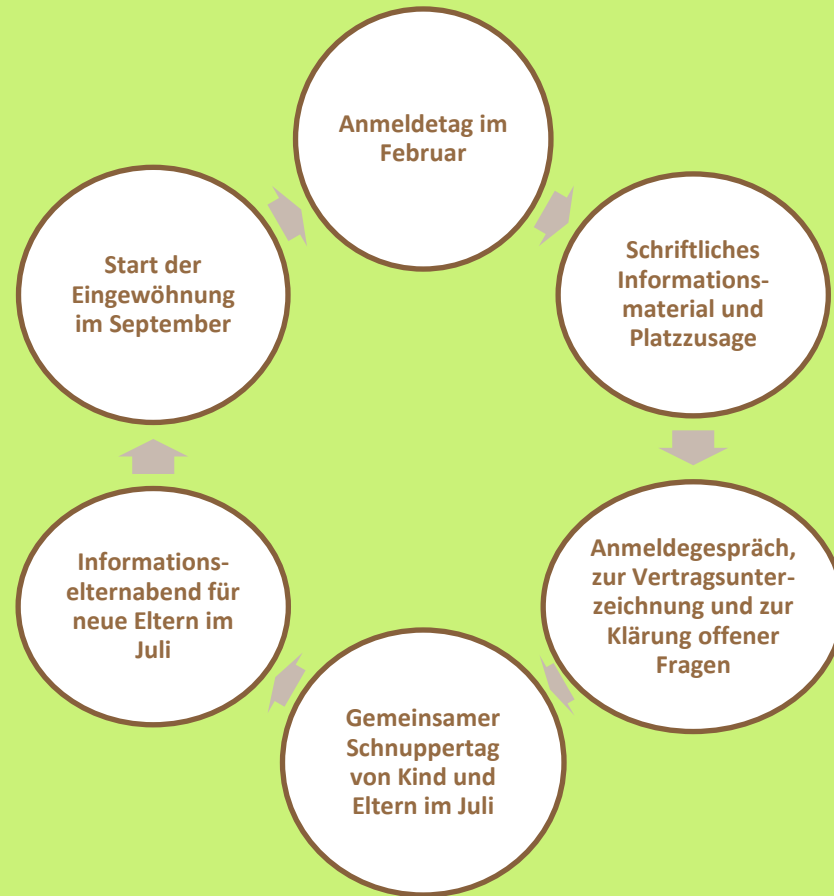 Anmeldetag im
Februar
Schriftliches
Informations-
material und
Platzzusage
Anmeldegespräch,
zur Vertragsunter-
zeichnung und zur
Klärung offener
Fragen
Gemeinsamer
Schnuppertag
von Kind und
Eltern im Juli
Informations-
elternabend für
neue Eltern im
Juli
Start der
Eingewöhnung
im September